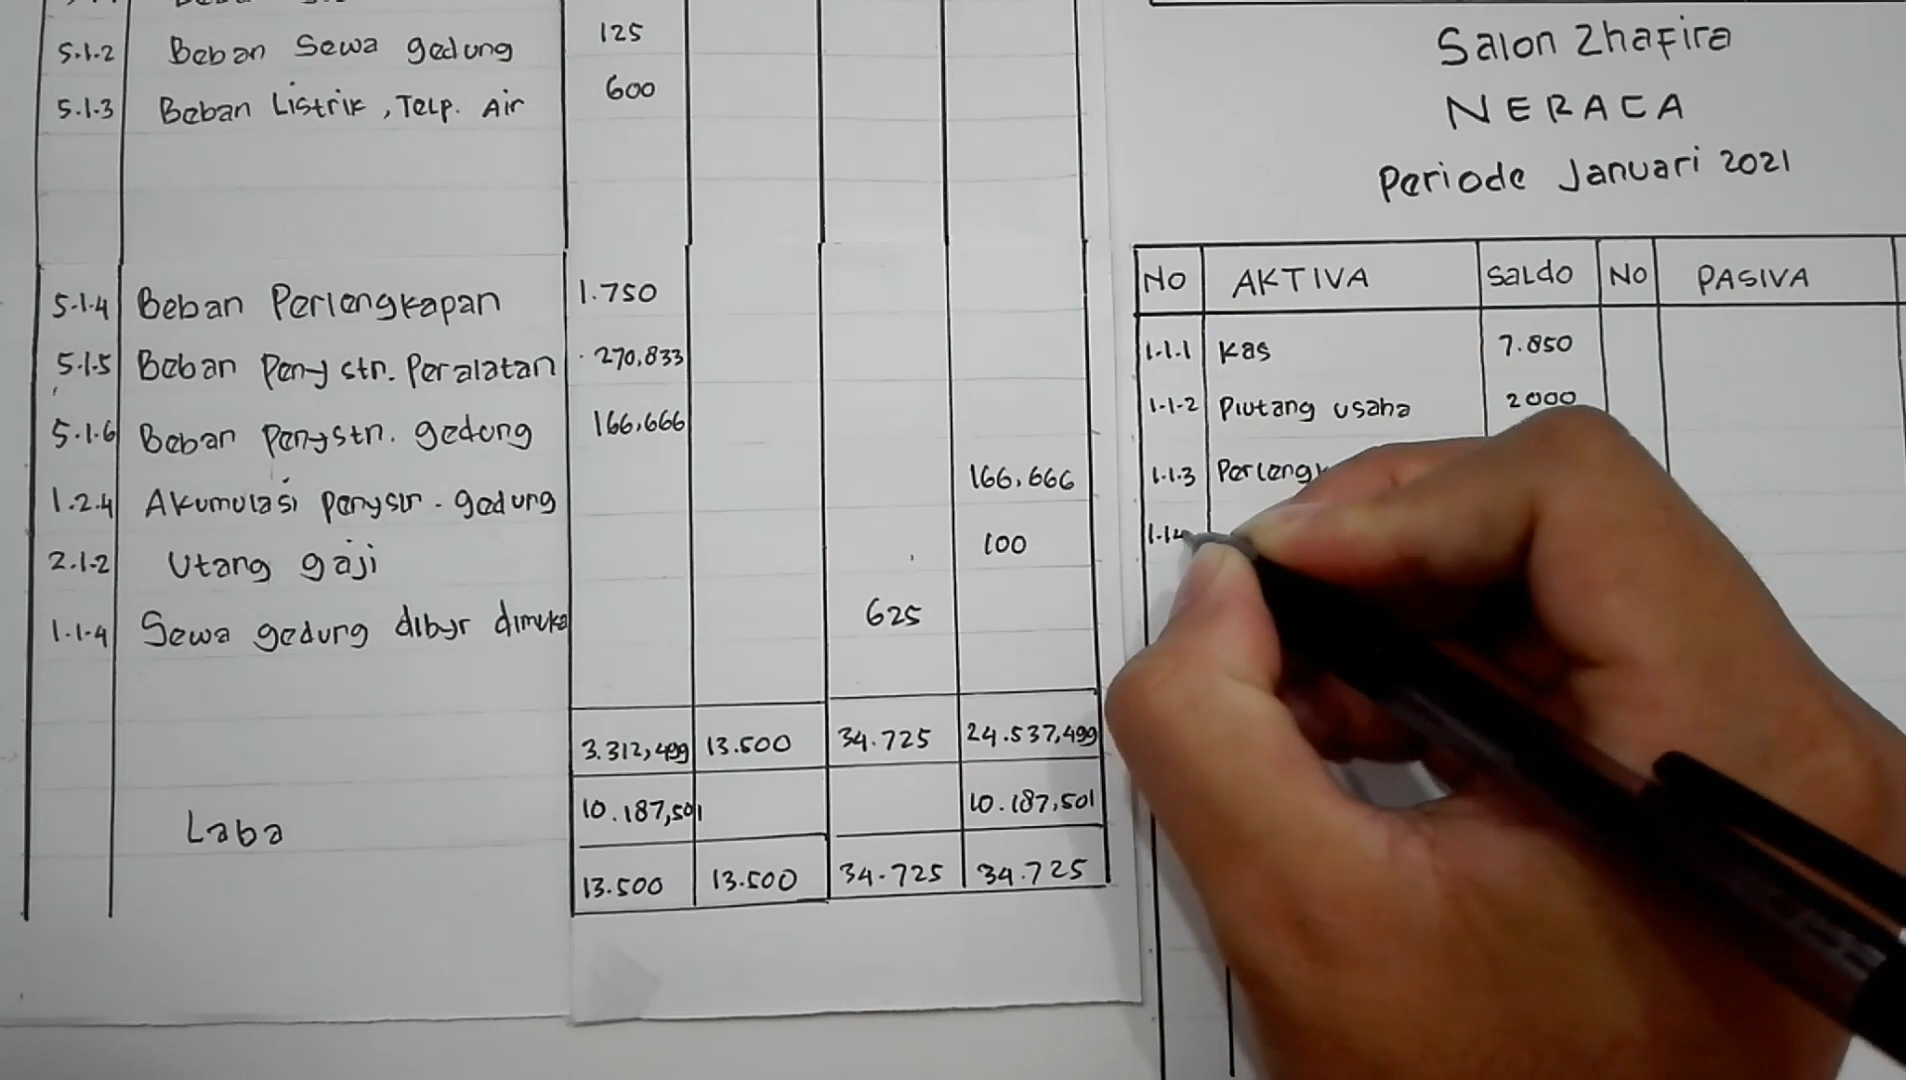 5.1.2 Beban Sewa gedung 125
5.1.3 Beban Listrik, Telp. Air 600
5.1.4 Beban Perlengkapan 1.750
5.1.5 Beban Penystn. Peralatan 270,833
5.1.6 Beban Penystn. gedung 166,666
1.2.4 Akumulasi Penysn. gedung 166,666
2.1.2 Utang gaji 100
1.1.4 Sewa gedung dibyr dimuka 625
3.312,499 13.500 34.725 24.537,499
Laba 10.187,501 10.187,501
13.500 13.500 34.725 34.725
Salon Zhafira
NERACA
Periode Januari 2021
NO AKTIVA Saldo NO PASIVA
1.1.1 Kas 7.850
1.1.2 Piutang usaha 2000
1.1.3 Perlengk
1.14